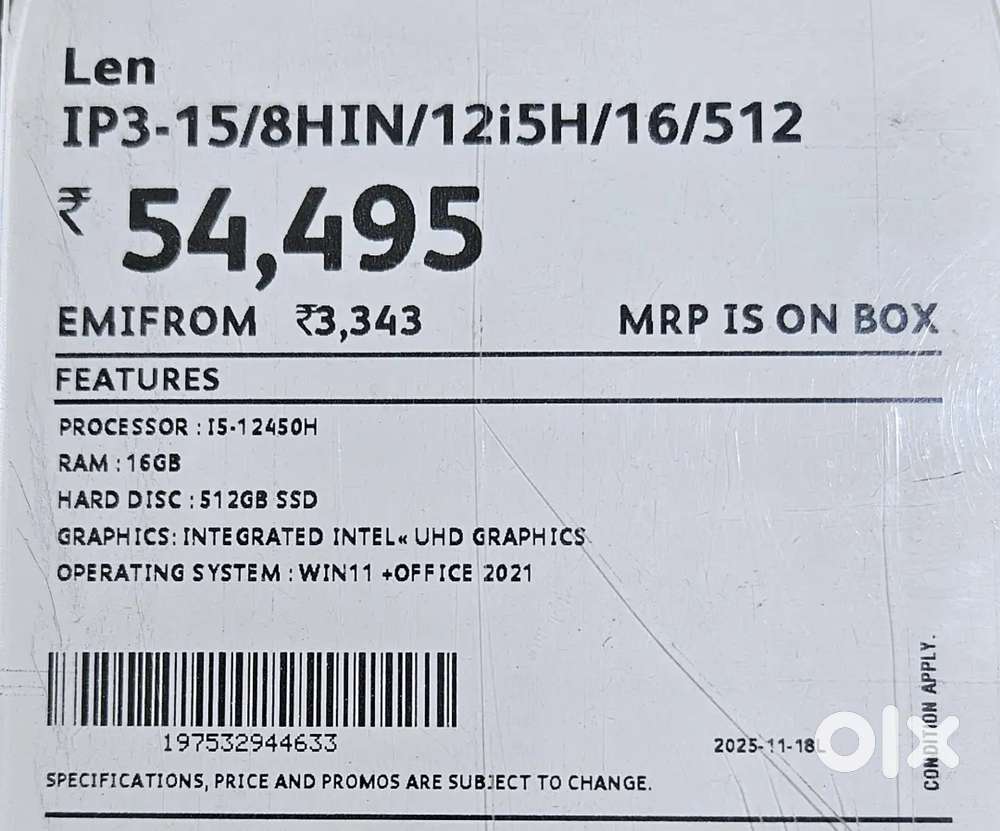 Len
IP3-15/8HIN/12i5H/16/512
₹ 54,495
EMIFROM ₹3,343 MRP IS ON BOX
FEATURES
PROCESSOR : I5-12450H
RAM : 16GB
HARD DISC : 512GB SSD
GRAPHICS: INTEGRATED INTEL« UHD GRAPHICS
OPERATING SYSTEM : WIN11 +OFFICE 2021
197532944633
2025-11-18L
olx
CONDITION APPLY.
SPECIFICATIONS, PRICE AND PROMOS ARE SUBJECT TO CHANGE.